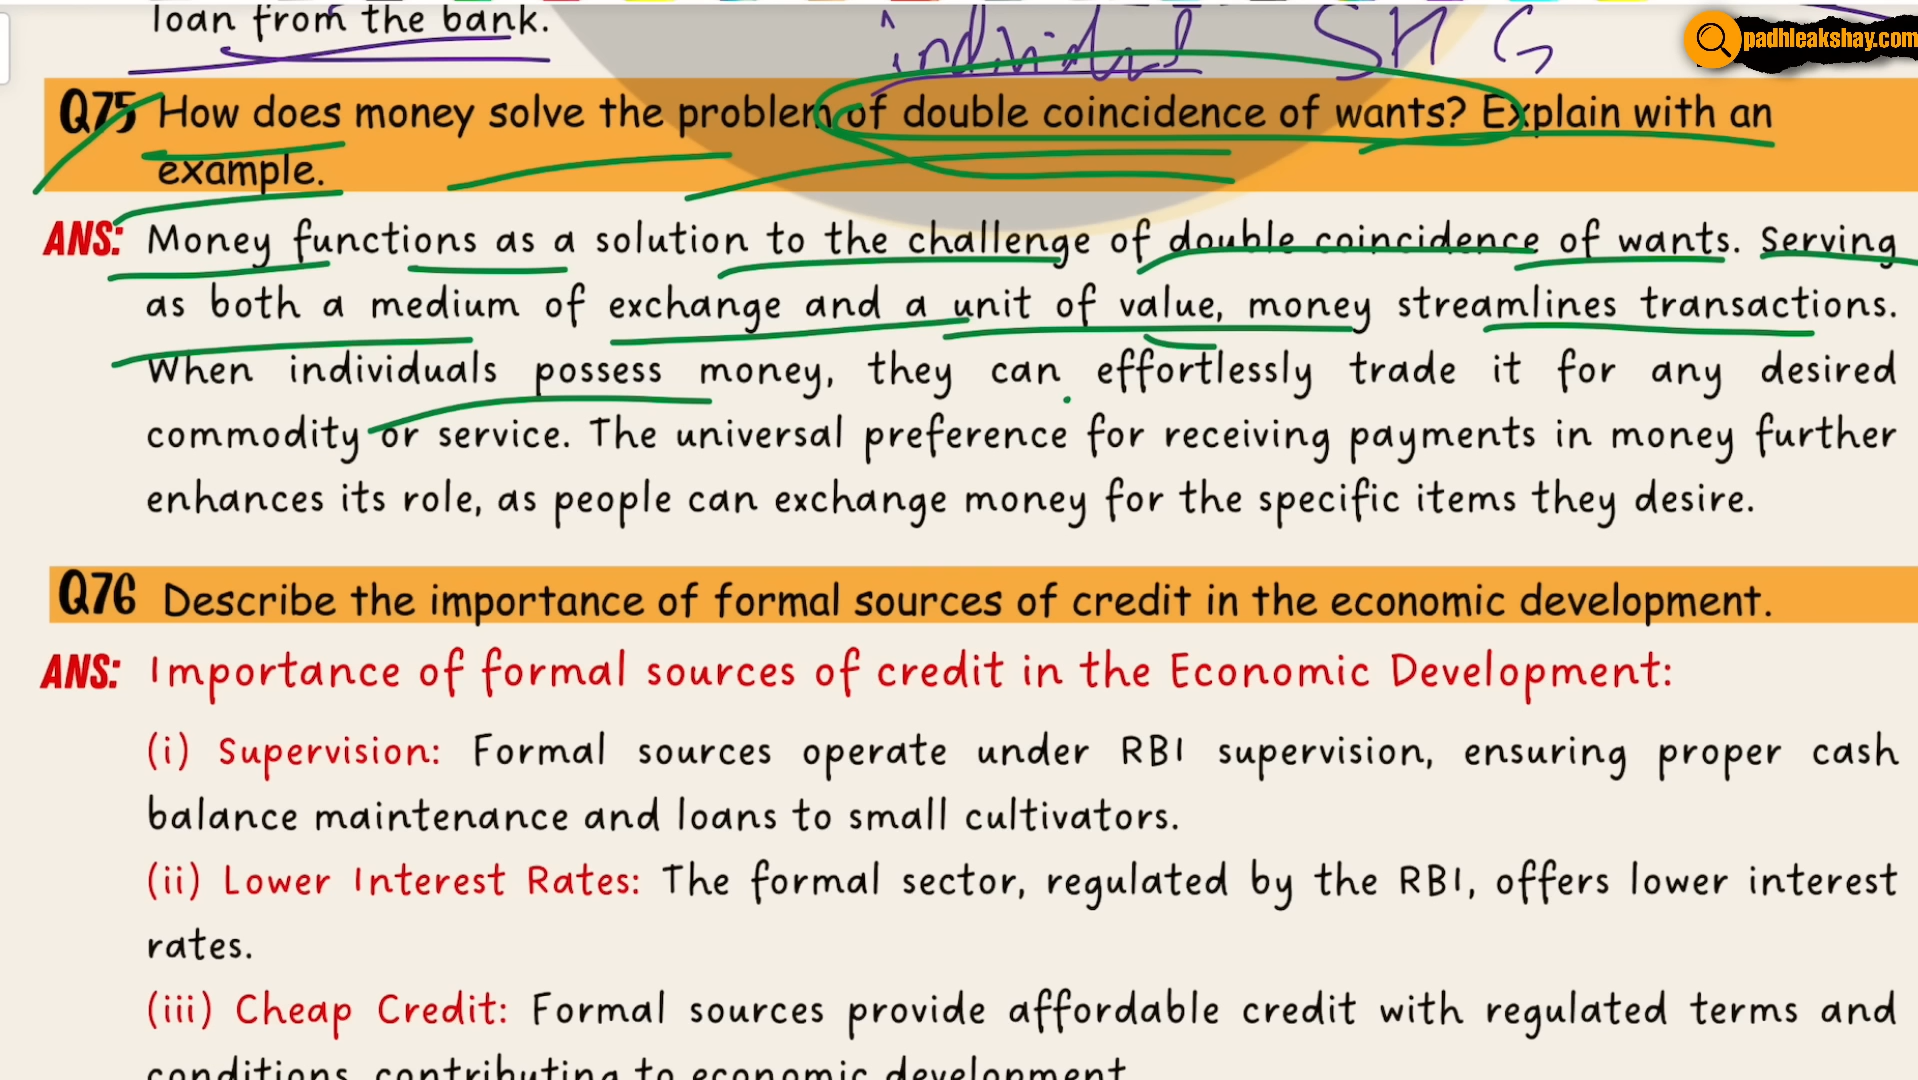 loan from the bank.
individual SHG
padhleakshay.com
Q75 How does money solve the problem of double coincidence of wants? Explain with an
example.
ANS: Money functions as a solution to the challenge of double coincidence of wants. Serving
as both a medium of exchange and a unit of value, money streamlines transactions.
When individuals possess money, they can effortlessly trade it for any desired
commodity or service. The universal preference for receiving payments in money further
enhances its role, as people can exchange money for the specific items they desire.
Q76 Describe the importance of formal sources of credit in the economic development.
ANS: Importance of formal sources of credit in the Economic Development:
(i) Supervision: Formal sources operate under RBI supervision, ensuring proper cash
balance maintenance and loans to small cultivators.
(ii) Lower Interest Rates: The formal sector, regulated by the RBI, offers lower interest
rates.
(iii) Cheap Credit: Formal sources provide affordable credit with regulated terms and
conditions, contributing to economic development.